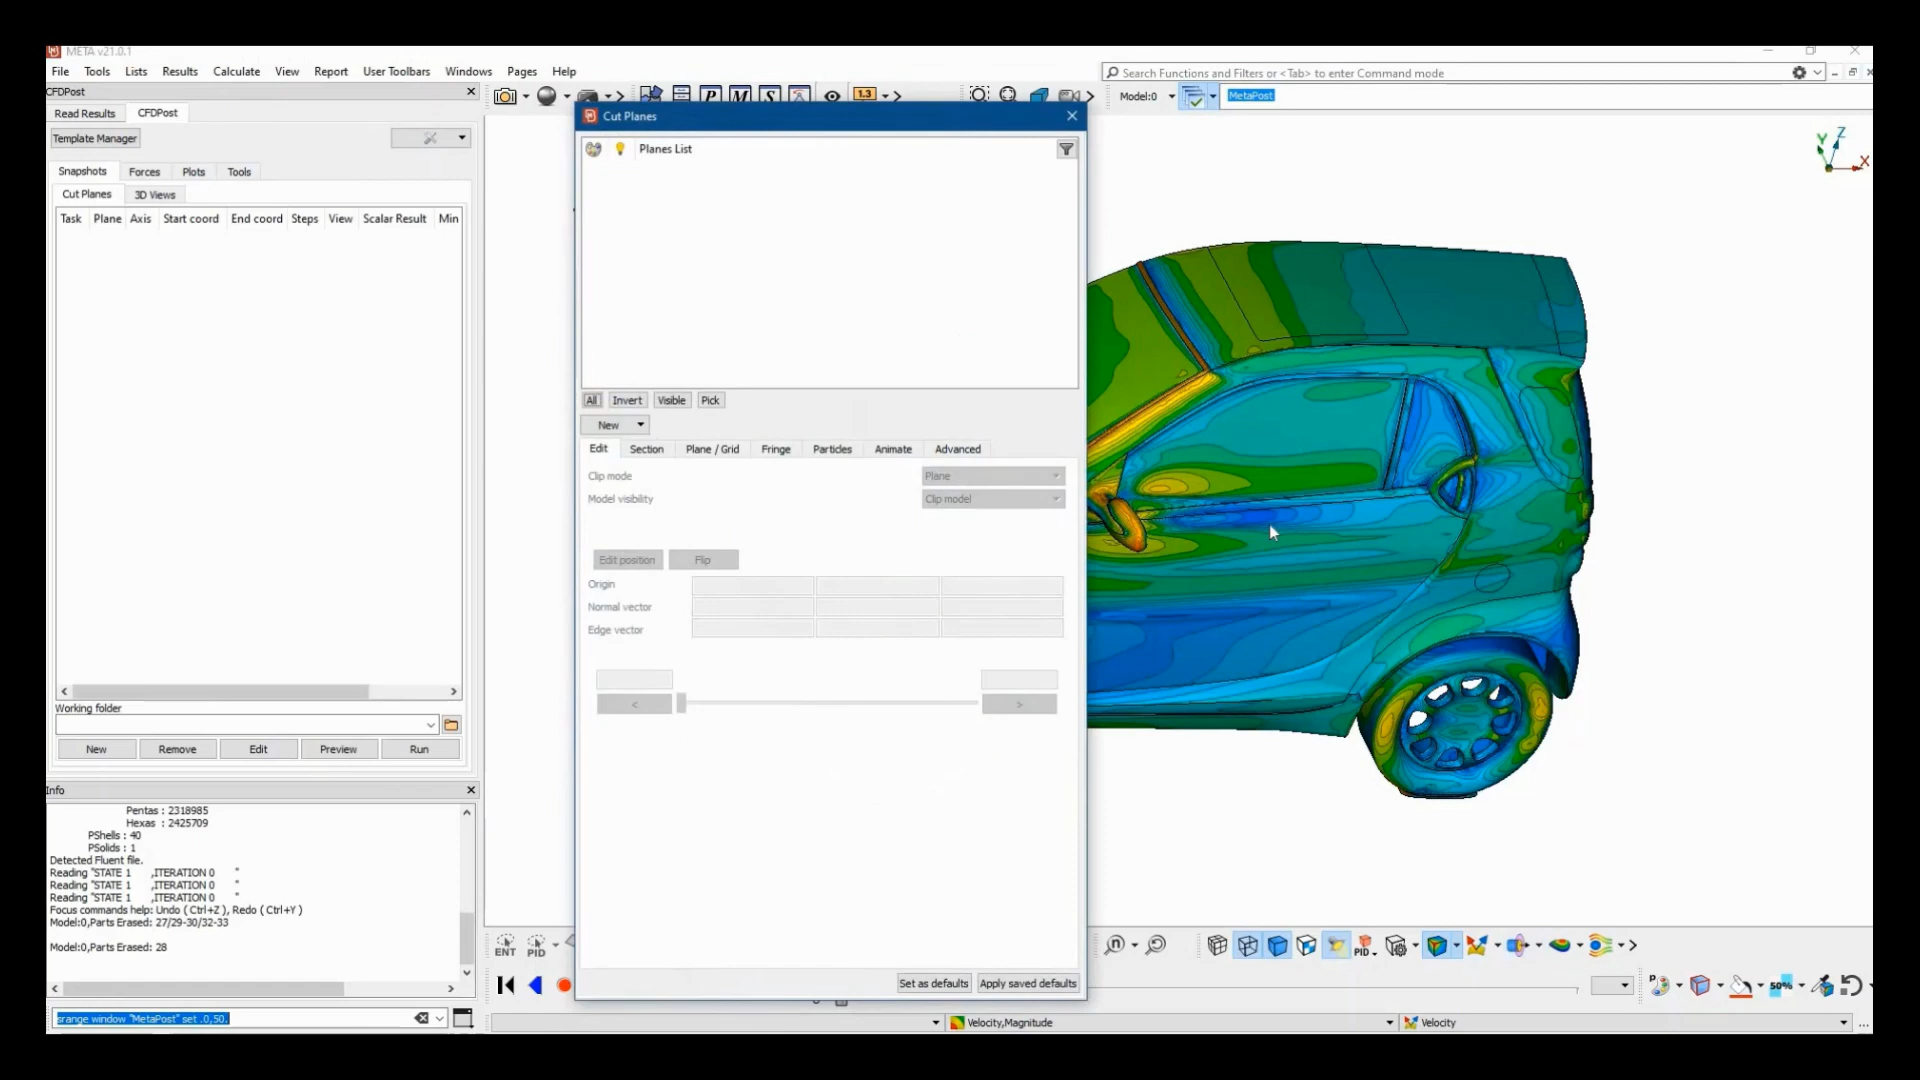 META v21.0.1
File Tools Lists Results Calculate View Report User Toolbars Windows Pages Help
Search Functions and Filters or <Tab> to enter Command mode
CFDPost
Read Results CFDPost
P M S 1.3
Model:0 MetaPost
Template Manager
Snapshots Forces Plots Tools
Cut Planes 3D Views
Task Plane Axis Start coord End coord Steps View Scalar Result Min
Working folder
New Remove Edit Preview Run
Info
Pentas : 2318985
Hexas : 2425709
PShells : 40
PSolids : 1
Detected Fluent file.
Reading "STATE 1 ,ITERATION 0 "
Reading "STATE 1 ,ITERATION 0 "
Reading "STATE 1 ,ITERATION 0 "
Focus commands help: Undo ( Ctrl+Z ), Redo ( Ctrl+Y )
Model:0,Parts Erased: 27/29-30/32-33
Model:0,Parts Erased: 28
srange window "MetaPost" set .0,50.
Cut Planes
Planes List
All Invert Visible Pick
New
Edit Section Plane / Grid Fringe Particles Animate Advanced
Clip mode Plane
Model visibility Clip model
Edit position Flip
Origin
Normal vector
Edge vector
< >
Set as defaults Apply saved defaults
Y Z
X
ENT PID
n
PID
50%
Velocity,Magnitude Velocity